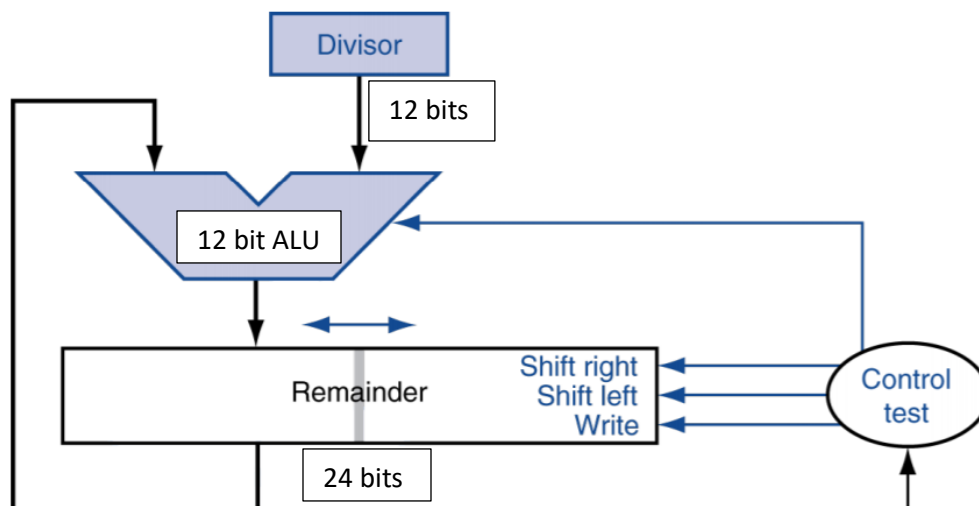 Divisor
12 bits
12 bit ALU
Remainder
Shift right
Shift left
Write
Control
test
24 bits